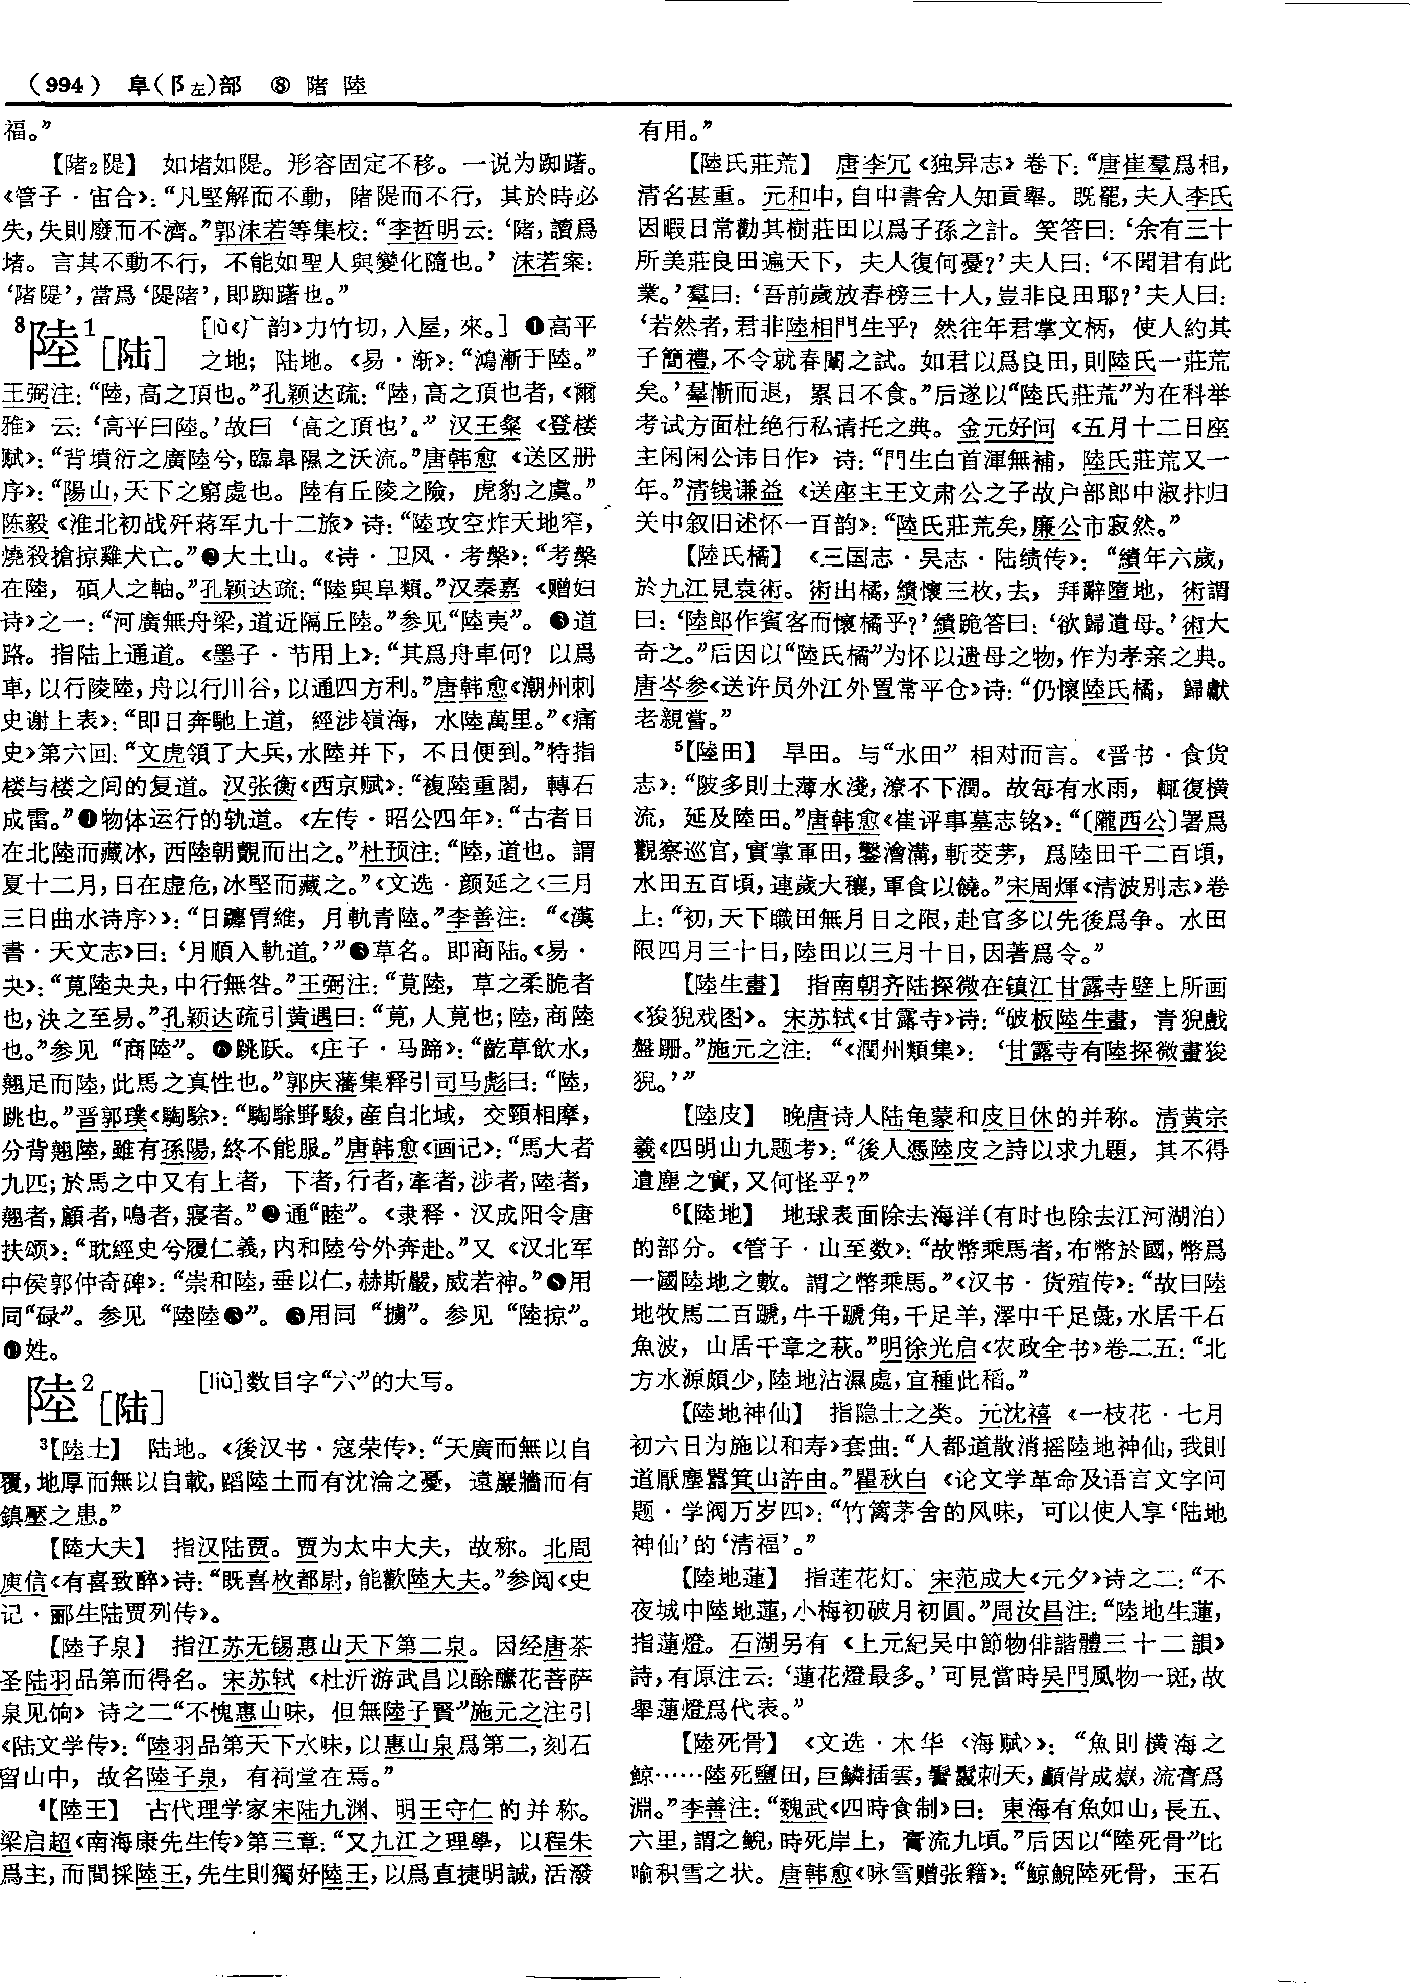 （994） 阜（阝左）部 ⑧ 陼 陸
福。”
【陼2隄】 如堵如隄。形容固定不移。一说为踟躇。
《管子·宙合》：“凡堅解而不動，陼隄而不行，其於時必
失，失則廢而不濟。”郭沫若等集校：“李哲明云：‘陼，讀爲
堵。言其不動不行，不能如聖人與變化隨也。’沫若案：
‘陼隄’，當爲‘隄陼’，即踟躇也。”
8陸1［陆］ ［lù《广韵》力竹切，入屋，來。］❶高平
之地；陆地。《易·渐》：“鴻漸于陸。”
王弼注：“陸，高之頂也。”孔颖达疏：“陸，高之頂也者，《爾
雅》云：‘高平曰陸。’故曰‘高之頂也’。”汉王粲《登楼
赋》：“背墳衍之廣陸兮，臨皋隰之沃流。”唐韩愈《送区册
序》：“陽山，天下之窮處也。陸有丘陵之險，虎豹之虞。”
陈毅《淮北初战歼蒋军九十二旅》诗：“陸攻空炸天地窄，
燒殺搶掠雞犬亡。”❷大土山。《诗·卫风·考槃》：“考槃
在陸，碩人之軸。”孔颖达疏：“陸與阜類。”汉秦嘉《赠妇
诗》之一：“河廣無舟梁，道近隔丘陸。”参见“陸夷”。❸道
路。指陆上通道。《墨子·节用上》：“其爲舟車何？以爲
車，以行陵陸，舟以行川谷，以通四方利。”唐韩愈《潮州刺
史谢上表》：“即日奔馳上道，經涉嶺海，水陸萬里。”《痛
史》第六回：“文虎領了大兵，水陸并下，不日便到。”特指
楼与楼之间的复道。汉张衡《西京赋》：“複陸重閣，轉石
成雷。”❹物体运行的轨道。《左传·昭公四年》：“古者日
在北陸而藏冰，西陸朝覿而出之。”杜预注：“陸，道也。謂
夏十二月，日在虚危，冰堅而藏之。”《文选·颜延之〈三月
三日曲水诗序〉》：“日躔胃維，月軌青陸。”李善注：“《漢
書·天文志》曰：‘月順入軌道。’”❺草名。即商陆。《易·
夬》：“莧陸夬夬，中行無咎。”王弼注：“莧陸，草之柔脆者
也，決之至易。”孔颖达疏引黄遇曰：“莧，人莧也；陸，商陸
也。”参见“商陸”。❻跳跃。《庄子·马蹄》：“齕草飲水，
翹足而陸，此馬之真性也。”郭庆藩集释引司马彪曰：“陸，
跳也。”晋郭璞《騊駼》：“騊駼野駿，産自北域，交頸相摩，
分背翹陸，雖有孫陽，終不能服。”唐韩愈《画记》：“馬大者
九匹；於馬之中又有上者，下者，行者，牽者，涉者，陸者，
翹者，顧者，鳴者，寢者。”❼通“睦”。《隶释·汉成阳令唐
扶颂》：“耽經史兮履仁義，内和陸兮外奔赴。”又《汉北军
中侯郭仲奇碑》：“崇和陸，垂以仁，赫斯嚴，威若神。”❽用
同“碌”。参见“陸陸❸”。❾用同“擄”。参见“陸掠”。
❿姓。
陸2［陆］ ［liù］数目字“六”的大写。
3【陸土】 陆地。《後汉书·寇荣传》：“天廣而無以自
覆，地厚而無以自載，蹈陸土而有沈淪之憂，遠巖牆而有
鎮壓之患。”
【陸大夫】 指汉陆贾。贾为太中大夫，故称。北周
庾信《有喜致醉》诗：“既喜枚都尉，能歡陸大夫。”参阅《史
记·郦生陆贾列传》。
【陸子泉】 指江苏无锡惠山天下第二泉。因经唐茶
圣陆羽品第而得名。宋苏轼《杜沂游武昌以酴醾花菩萨
泉见饷》诗之二“不愧惠山味，但無陸子賢”施元之注引
《陆文学传》：“陸羽品第天下水味，以惠山泉爲第二，刻石
留山中，故名陸子泉，有祠堂在焉。”
4【陸王】 古代理学家宋陆九渊、明王守仁的并称。
梁启超《南海康先生传》第三章：“又九江之理學，以程朱
爲主，而間採陸王，先生則獨好陸王，以爲直捷明誠，活潑
有用。”
【陸氏莊荒】 唐李冗《独异志》卷下：“唐崔羣爲相，
清名甚重。元和中，自中書舍人知貢舉。既罷，夫人李氏
因暇日常勸其樹莊田以爲子孫之計。笑答曰：‘余有三十
所美莊良田遍天下，夫人復何憂？’夫人曰：‘不聞君有此
業。’羣曰：‘吾前歲放春榜三十人，豈非良田耶？’夫人曰：
‘若然者，君非陸相門生乎？然往年君掌文柄，使人約其
子簡禮，不令就春闈之試。如君以爲良田，則陸氏一莊荒
矣。’羣慚而退，累日不食。”后遂以“陸氏莊荒”为在科举
考试方面杜绝行私请托之典。金元好问《五月十二日座
主闲闲公讳日作》诗：“門生白首渾無補，陸氏莊荒又一
年。”清钱谦益《送座主王文肃公之子故户部郎中淑抃归
关中叙旧述怀一百韵》：“陸氏莊荒矣，廉公市寂然。”
【陸氏橘】 《三国志·吴志·陆绩传》：“績年六歲，
於九江見袁術。術出橘，績懷三枚，去，拜辭墮地，術謂
曰：‘陸郎作賓客而懷橘乎？’績跪答曰：‘欲歸遺母。’術大
奇之。”后因以“陸氏橘”为怀以遗母之物，作为孝亲之典。
唐岑参《送许员外江外置常平仓》诗：“仍懷陸氏橘，歸獻
老親嘗。”
5【陸田】 旱田。与“水田”相对而言。《晋书·食货
志》：“陂多則土薄水淺，潦不下潤。故每有水雨，輒復横
流，延及陸田。”唐韩愈《崔评事墓志铭》：“〔隴西公〕署爲
觀察巡官，實掌軍田，鑿澮溝，斬茭茅，爲陸田千二百頃，
水田五百頃，連歲大穰，軍食以饒。”宋周煇《清波别志》卷
上：“初，天下職田無月日之限，赴官多以先後爲争。水田
限四月三十日，陸田以三月十日，因著爲令。”
【陸生畫】 指南朝齐陆探微在镇江甘露寺壁上所画
《狻猊戏图》。宋苏轼《甘露寺》诗：“破板陸生畫，青猊戲
盤跚。”施元之注：“《潤州類集》：‘甘露寺有陸探微畫狻
猊。’”
【陸皮】 晚唐诗人陆龟蒙和皮日休的并称。清黄宗
羲《四明山九题考》：“後人憑陸皮之詩以求九題，其不得
遺塵之實，又何怪乎？”
6【陸地】 地球表面除去海洋（有时也除去江河湖泊）
的部分。《管子·山至数》：“故幣乘馬者，布幣於國，幣爲
一國陸地之數。謂之幣乘馬。”《汉书·货殖传》：“故曰陸
地牧馬二百蹏，牛千蹏角，千足羊，澤中千足彘，水居千石
魚波，山居千章之萩。”明徐光启《农政全书》卷二五：“北
方水源頗少，陸地沾濕處，宜種此稻。”
【陸地神仙】 指隐士之类。元沈禧《一枝花·七月
初六日为施以和寿》套曲：“人都道散消摇陸地神仙，我則
道厭塵囂箕山許由。”瞿秋白《论文学革命及语言文字问
题·学阀万岁四》：“竹篱茅舍的风味，可以使人享‘陆地
神仙’的‘清福’。”
【陸地蓮】 指莲花灯。宋范成大《元夕》诗之二：“不
夜城中陸地蓮，小梅初破月初圓。”周汝昌注：“陸地生蓮，
指蓮燈。石湖另有《上元紀吴中節物俳諧體三十二韻》
詩，有原注云：‘蓮花燈最多。’可見當時吴門風物一斑，故
舉蓮燈爲代表。”
【陸死骨】 《文选·木华〈海赋〉》：“魚則横海之
鲸……陸死鹽田，巨鱗插雲，鬐鬣刺天，顱骨成嶽，流膏爲
淵。”李善注：“魏武《四時食制》曰：東海有魚如山，長五、
六里，謂之鯢，時死岸上，膏流九頃。”后因以“陸死骨”比
喻积雪之状。唐韩愈《咏雪赠张籍》：“鲸鯢陸死骨，玉石